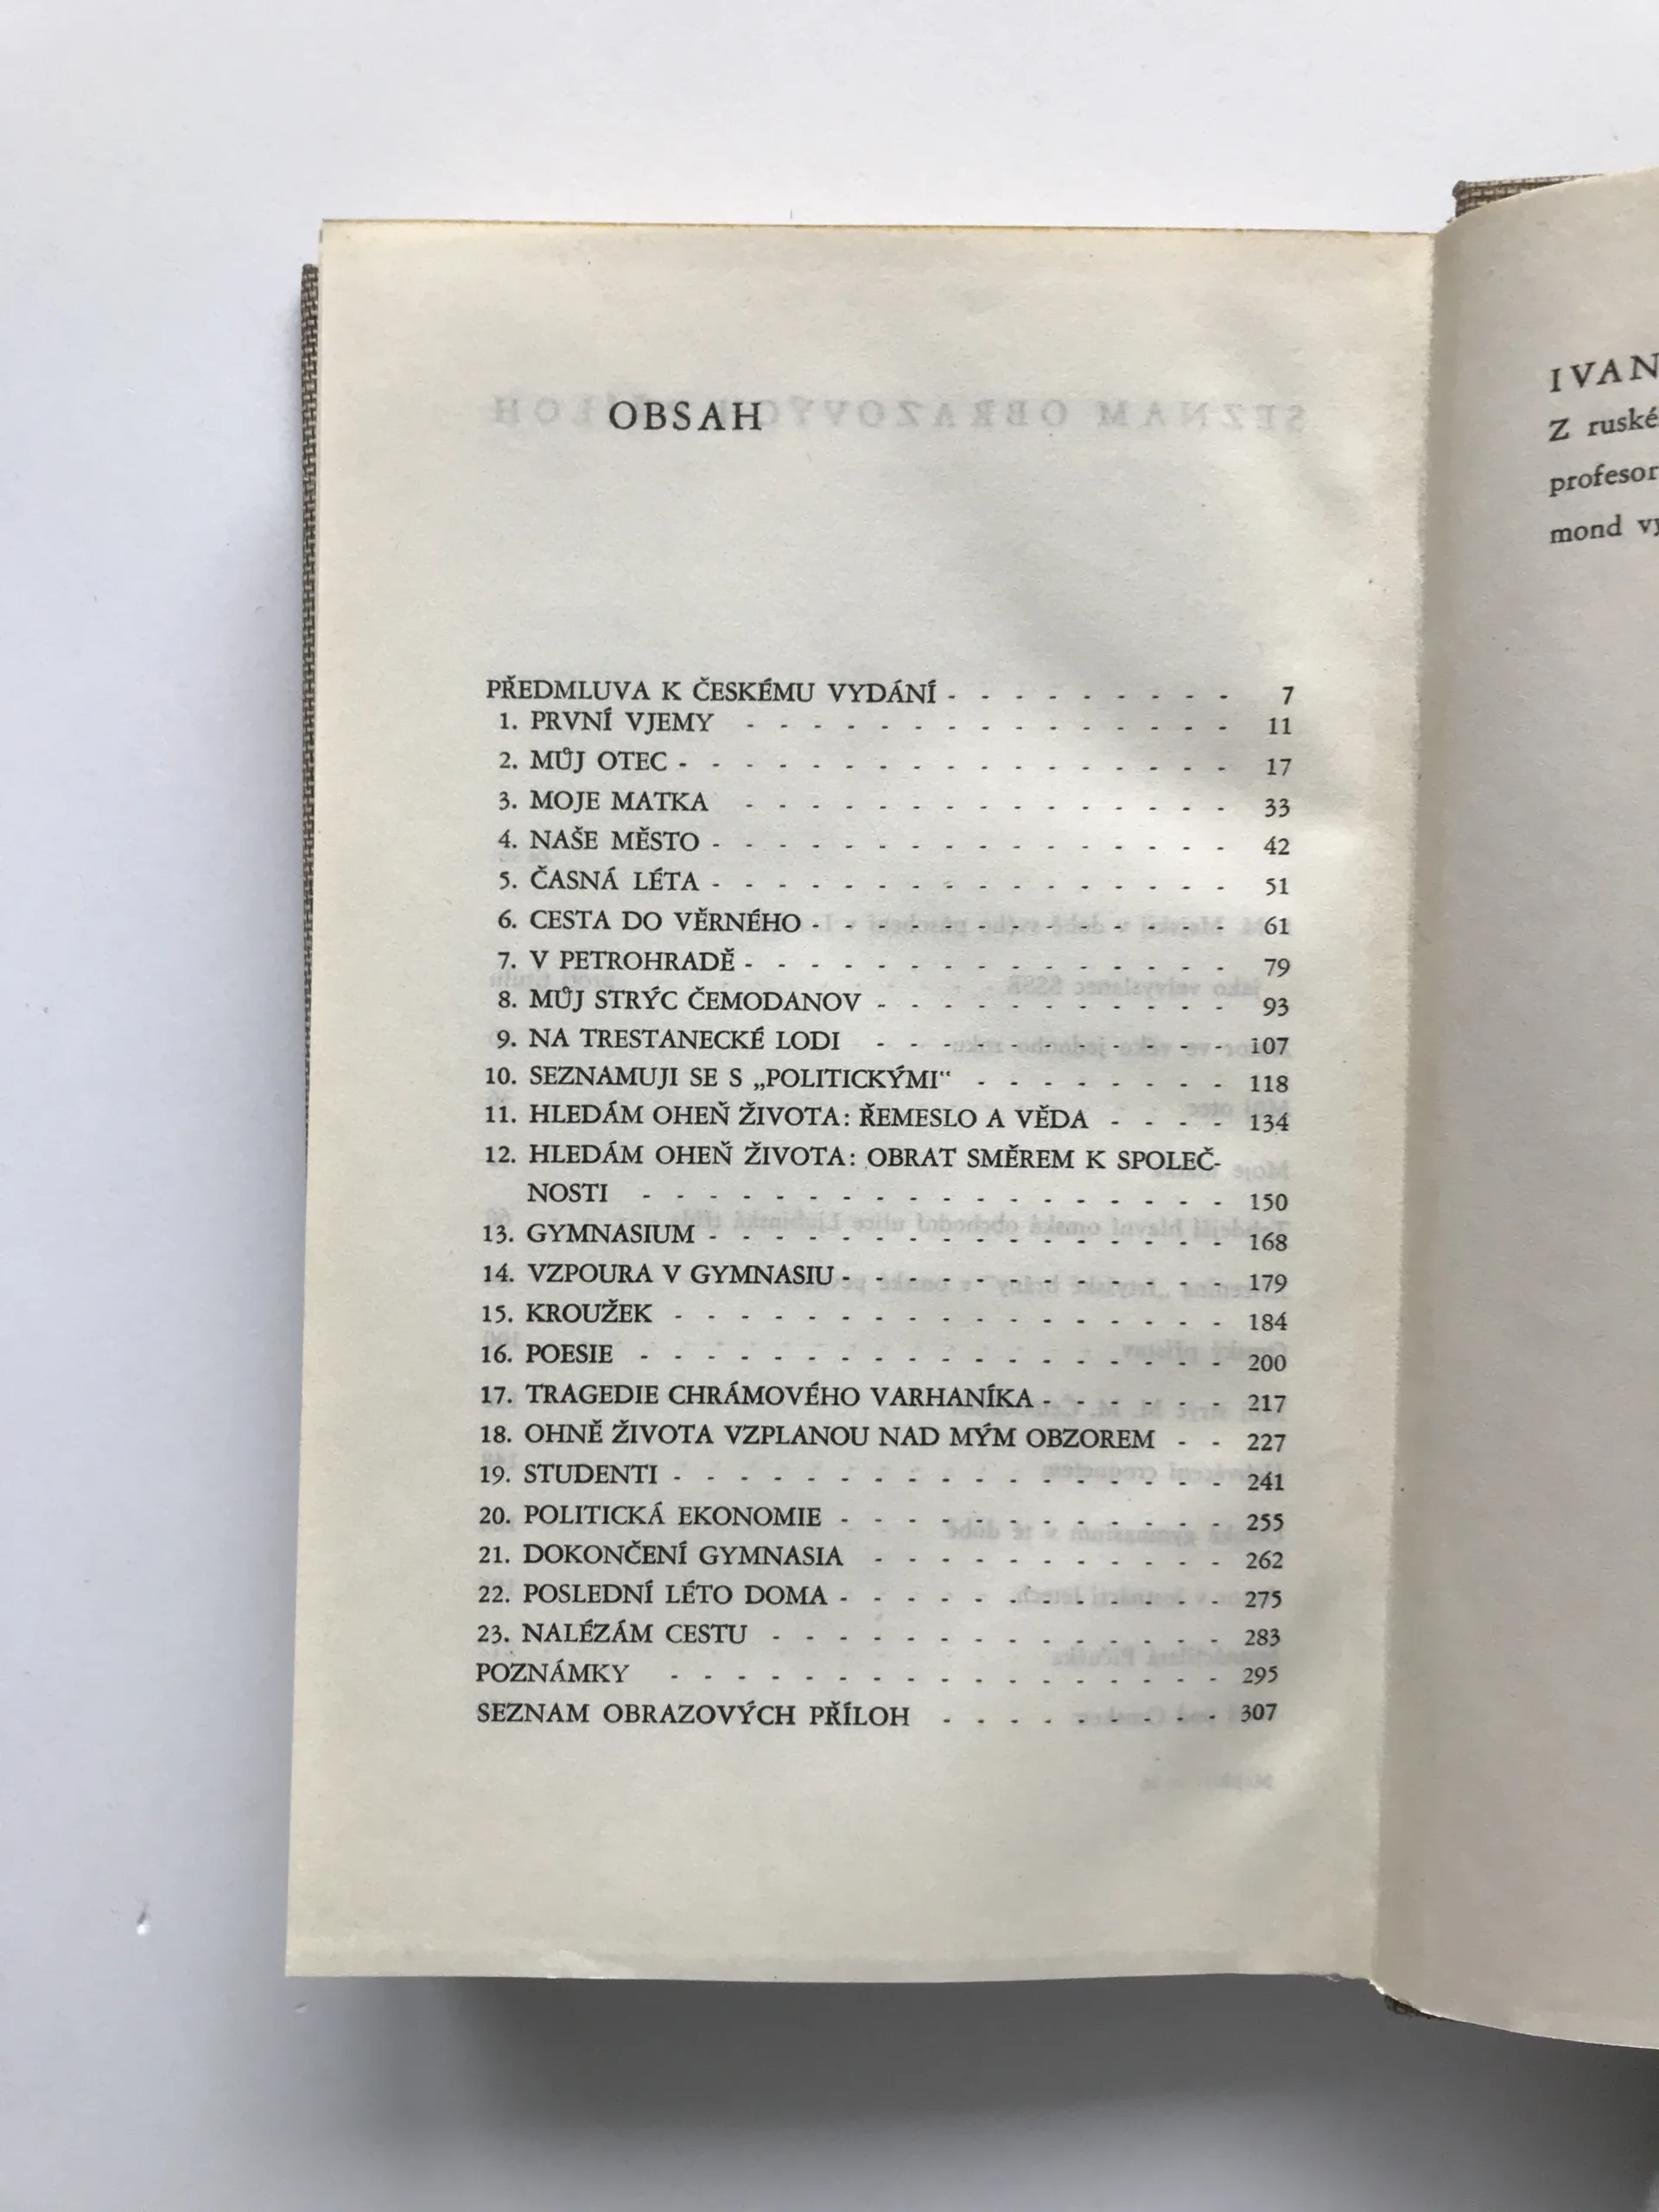 OBSAH
PŘEDMLUVA K ČESKÉMU VYDÁNÍ - - - - - - - - - 7
1. PRVNÍ VJEMY - - - - - - - - - - - - - - - 11
2. MŮJ OTEC - - - - - - - - - - - - - - - - - 17
3. MOJE MATKA - - - - - - - - - - - - - - - 33
4. NAŠE MĚSTO - - - - - - - - - - - - - - - - 42
5. ČASNÁ LÉTA - - - - - - - - - - - - - - - - 51
6. CESTA DO VĚRNÉHO - - - - - - - - - - - - - 61
7. V PETROHRADĚ - - - - - - - - - - - - - - - 79
8. MŮJ STRÝC ČEMODANOV - - - - - - - - - - - 93
9. NA TRESTANECKÉ LODI - - - - - - - - - - - 107
10. SEZNAMUJI SE S „POLITICKÝMI“ - - - - - - - - 118
11. HLEDÁM OHEŇ ŽIVOTA: ŘEMESLO A VĚDA - - - - 134
12. HLEDÁM OHEŇ ŽIVOTA: OBRAT SMĚREM K SPOLEČ-
NOSTI - - - - - - - - - - - - - - - - - - 150
13. GYMNASIUM - - - - - - - - - - - - - - - - 168
14. VZPOURA V GYMNASIU - - - - - - - - - - - - 179
15. KROUŽEK - - - - - - - - - - - - - - - - - 184
16. POESIE - - - - - - - - - - - - - - - - - - 200
17. TRAGEDIE CHRÁMOVÉHO VARHANÍKA - - - - - - 217
18. OHNĚ ŽIVOTA VZPLANOU NAD MÝM OBZOREM - - 227
19. STUDENTI - - - - - - - - - - - - - - - - - 241
20. POLITICKÁ EKONOMIE - - - - - - - - - - - - 255
21. DOKONČENÍ GYMNASIA - - - - - - - - - - - 262
22. POSLEDNÍ LÉTO DOMA - - - - - - - - - - - - 275
23. NALÉZÁM CESTU - - - - - - - - - - - - - - 283
POZNÁMKY - - - - - - - - - - - - - - - - - 295
SEZNAM OBRAZOVÝCH PŘÍLOH - - - - - - - - - 307
IVAN
Z ruské
profesor
mond